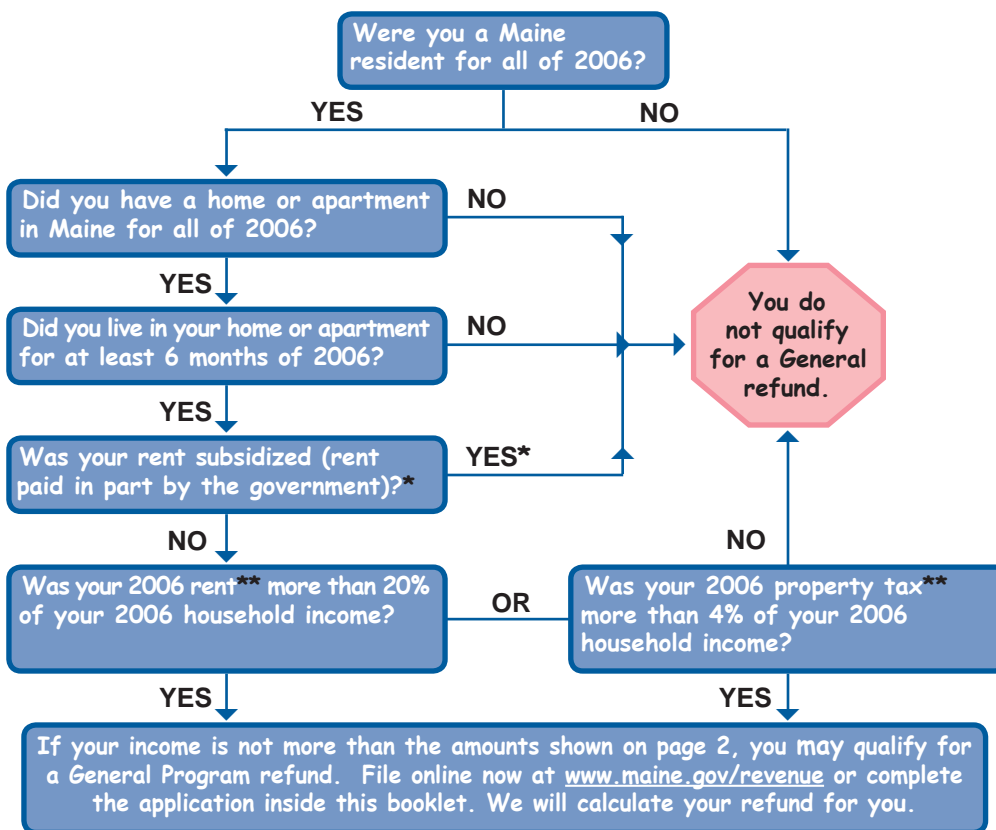 Were you a Maine
resident for all of 2006?
YES
NO
Did you have a home or apartment
in Maine for all of 2006?
NO
YES
Did you live in your home or apartment
for at least 6 months of 2006?
NO
You do
not qualify
for a General
refund.
YES
Was your rent subsidized (rent
paid in part by the government)?*
YES*
NO
NO
Was your 2006 rent** more than 20%
of your 2006 household income?
OR
Was your 2006 property tax**
more than 4% of your 2006
household income?
YES
YES
If your income is not more than the amounts shown on page 2, you may qualify for
a General Program refund. File online now at www.maine.gov/revenue or complete
the application inside this booklet. We will calculate your refund for you.